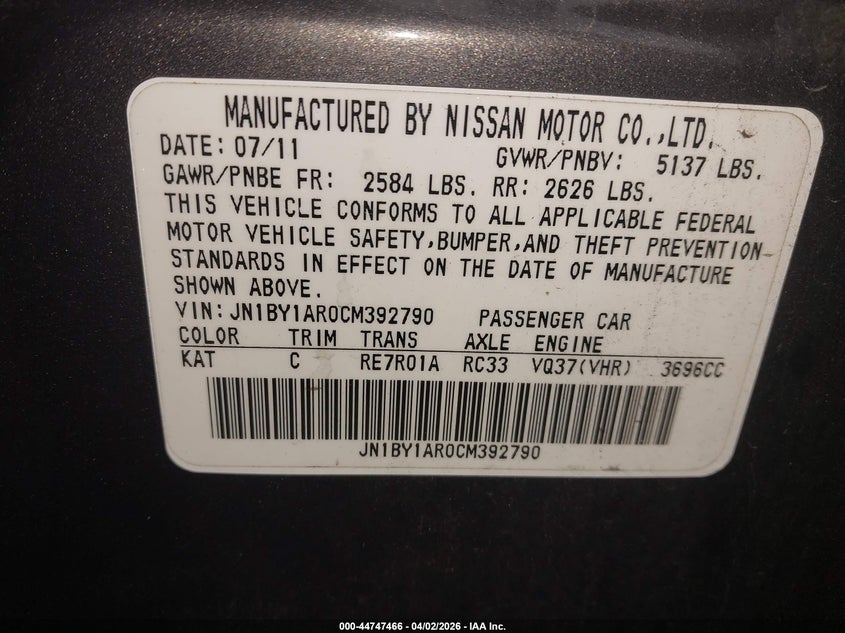 MANUFACTURED BY NISSAN MOTOR CO.,LTD.
DATE: 07/11 GVWR/PNBV: 5137 LBS.
GAWR/PNBE FR: 2584 LBS. RR: 2626 LBS.
THIS VEHICLE CONFORMS TO ALL APPLICABLE FEDERAL
MOTOR VEHICLE SAFETY,BUMPER,AND THEFT PREVENTION
STANDARDS IN EFFECT ON THE DATE OF MANUFACTURE
SHOWN ABOVE.
VIN: JN1BY1AR0CM392790 PASSENGER CAR
COLOR TRIM TRANS AXLE ENGINE
KAT C RE7R01A RC33 VQ37(VHR) 3696CC
JN1BY1AR0CM392790
000-44747466 - 04/02/2026 - IAA Inc.